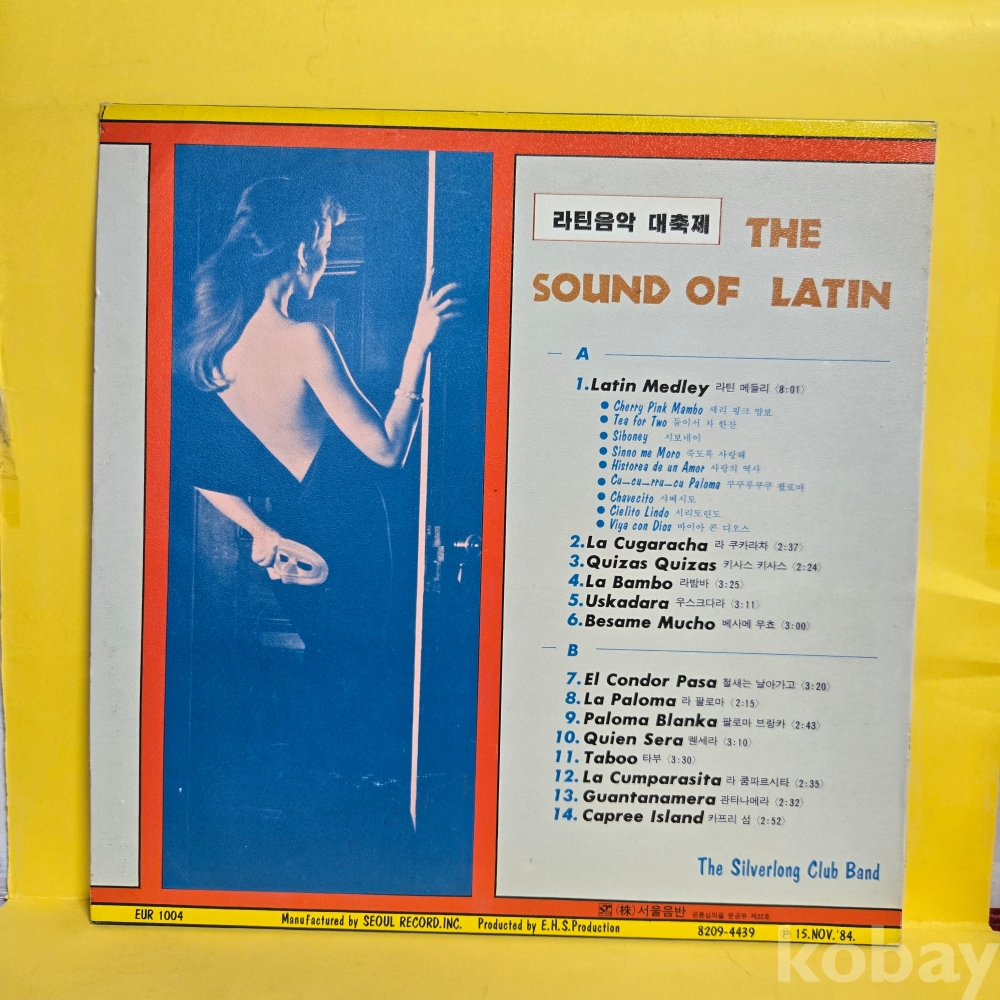 라틴음악 대축제
THE
SOUND OF LATIN
A
1. Latin Medley 라틴 메들리 (8:01)
● Cherry Pink Mambo 체리 핑크 맘보
● Tea for Two 둘이서 차 한잔
● Siboney 시보네이
● Sinno me Moro 죽도록 사랑해
● Historea de un Amor 사랑의 역사
● Cu-cu-rru-cu Paloma 쿠쿠루쿠쿠 팔로마
● Chavecito 샤베시토
● Cielito Lindo 시리토린도
● Viya con Dios 바이아 콘 디오스
2. La Cugaracha 라 쿠카라차 (2:37)
3. Quizas Quizas 키사스 키사스 (2:24)
4. La Bambo 라밤바 (3:25)
5. Uskadara 우스크다라 (3:11)
6. Besame Mucho 베사메 무쵸 (3:00)
B
7. El Condor Pasa 철새는 날아가고 (3:20)
8. La Paloma 라 팔로마 (2:15)
9. Paloma Blanka 팔로마 브랑카 (2:43)
10. Quien Sera 퀜세라 (3:10)
11. Taboo 타부 (3:30)
12. La Cumparasita 라 쿰파르시타 (2:35)
13. Guantanamera 관타나메라 (2:32)
14. Capree Island 카프리 섬 (2:52)
The Silverlong Club Band
(株)서울음반
EUR 1004
Manufactured by SEOUL RECORD.INC. Produced by E.H.S.Production
8209-4439 Ⓟ 15.NOV.'84.
kobay